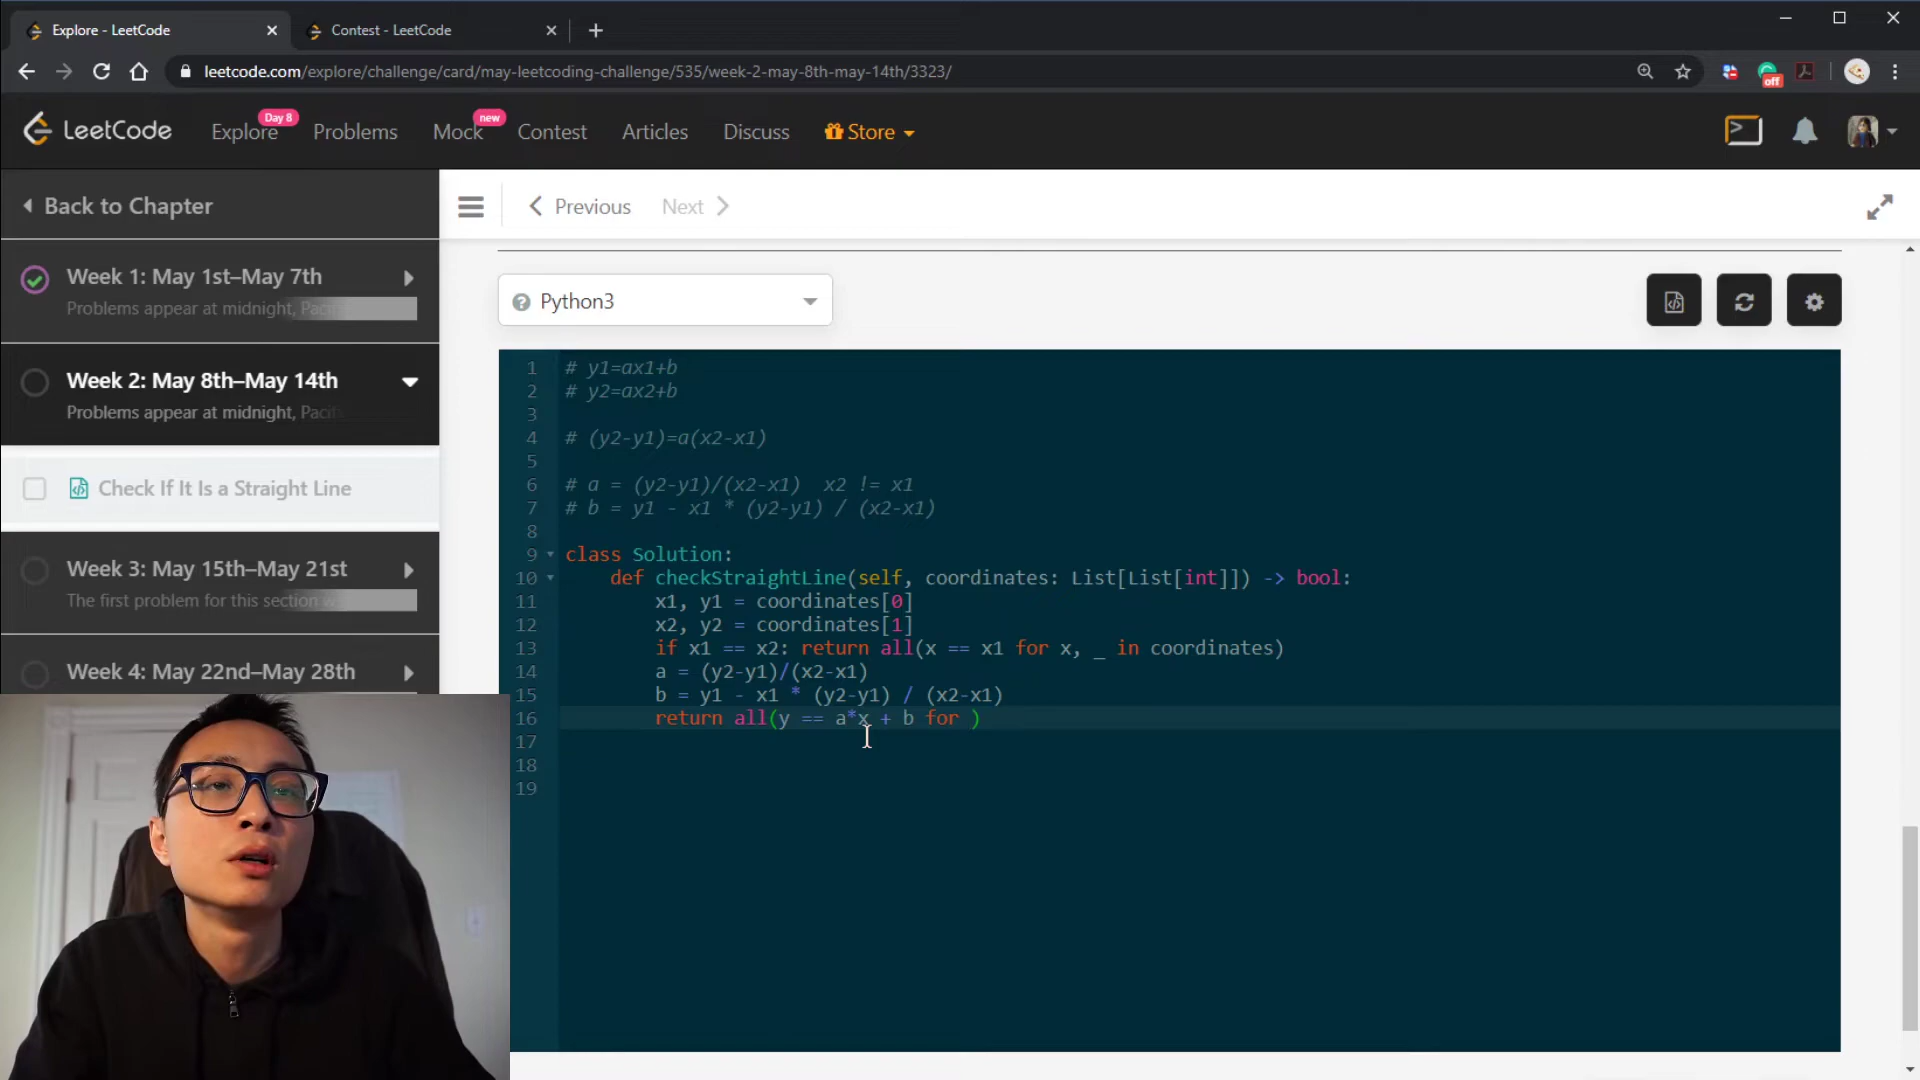 Explore - LeetCode
Contest - LeetCode
leetcode.com/explore/challenge/card/may-leetcoding-challenge/535/week-2-may-8th-may-14th/3323/
off
LeetCode
Explore
Day 8
Problems
Mock
new
Contest
Articles
Discuss
Store
Back to Chapter
Previous
Next
Week 1: May 1st–May 7th
Problems appear at midnight,
Week 2: May 8th–May 14th
Problems appear at midnight,
Check If It Is a Straight Line
Week 3: May 15th–May 21st
The first problem for this section
Week 4: May 22nd–May 28th
Python3
1 # y1=ax1+b
2 # y2=ax2+b
3
4 # (y2-y1)=a(x2-x1)
5
6 # a = (y2-y1)/(x2-x1)  x2 != x1
7 # b = y1 - x1 * (y2-y1) / (x2-x1)
8
9 class Solution:
10     def checkStraightLine(self, coordinates: List[List[int]]) -> bool:
11         x1, y1 = coordinates[0]
12         x2, y2 = coordinates[1]
13         if x1 == x2: return all(x == x1 for x, _ in coordinates)
14         a = (y2-y1)/(x2-x1)
15         b = y1 - x1 * (y2-y1) / (x2-x1)
16         return all(y == a*x + b for )
17
18
19